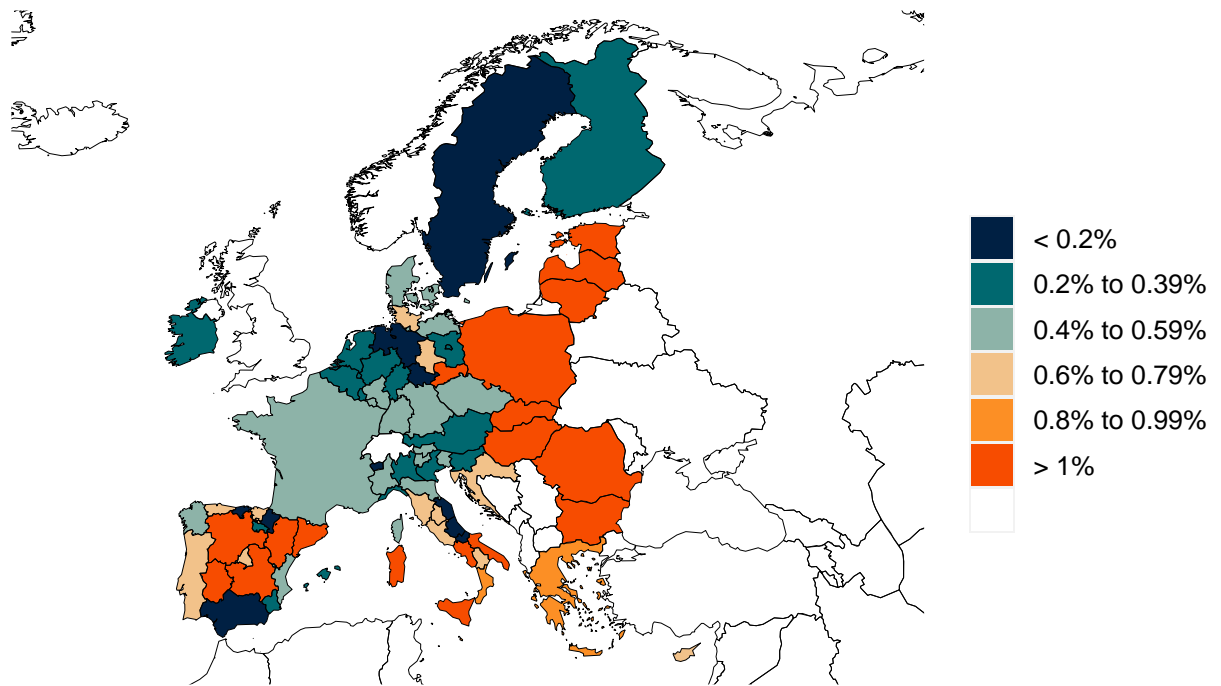 < 0.2%
0.2% to 0.39%
0.4% to 0.59%
0.6% to 0.79%
0.8% to 0.99%
> 1%